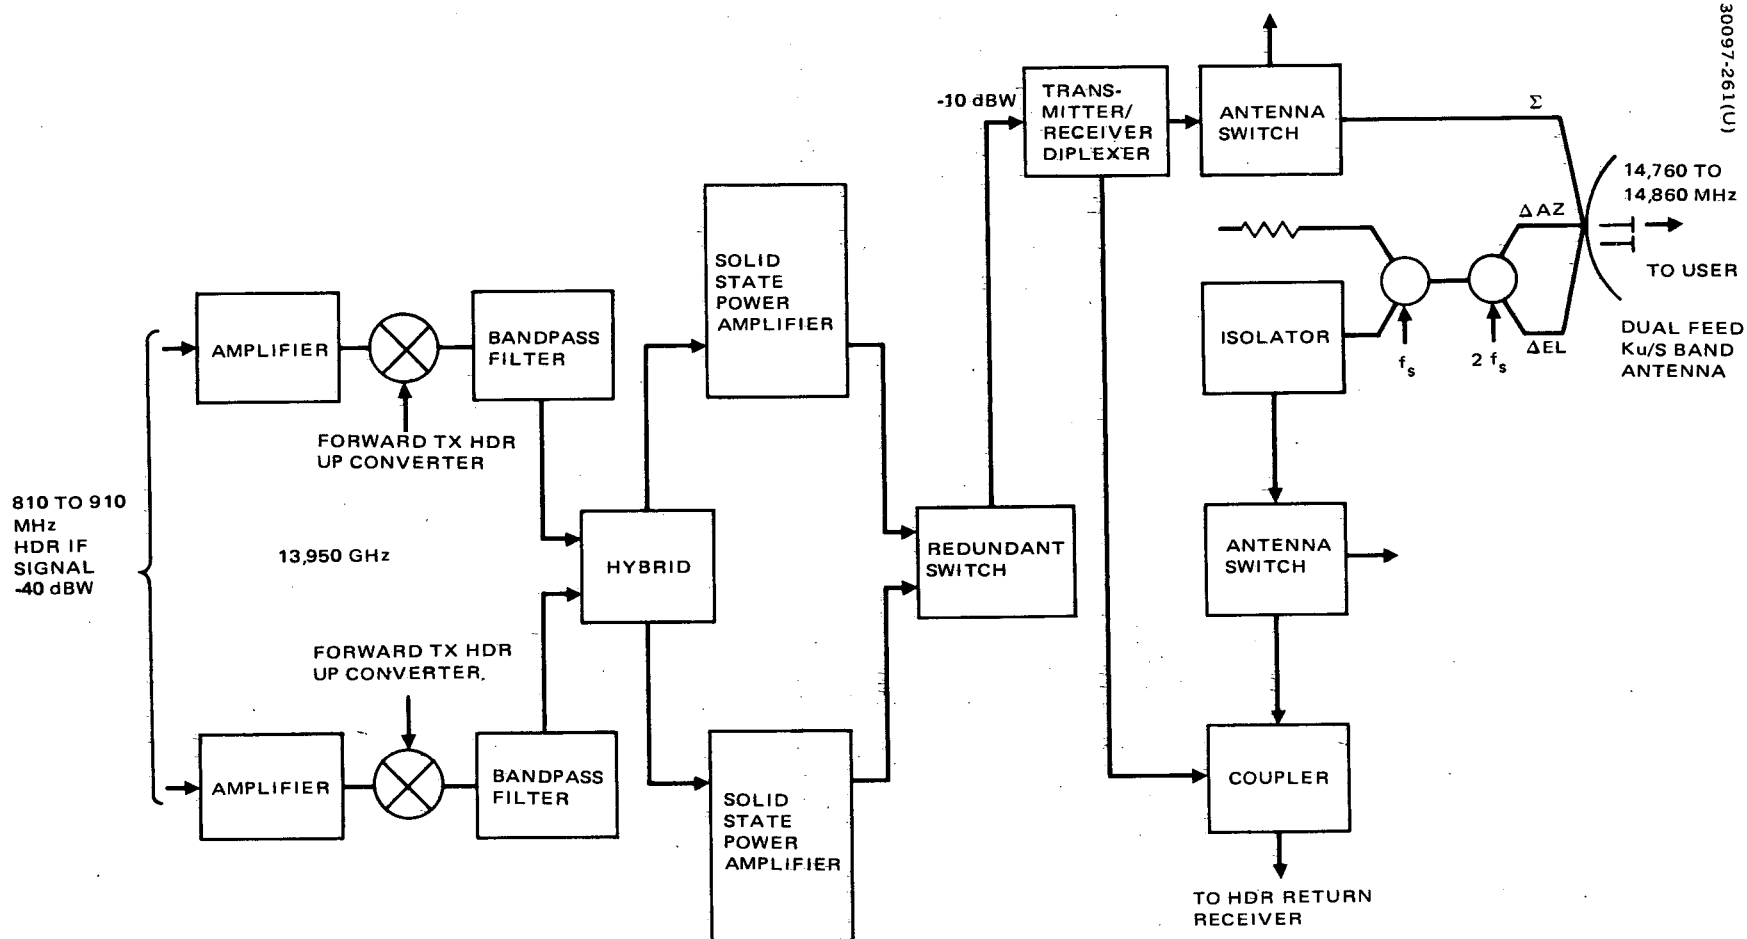 30097-261(U)
-10 dBW
TRANS-
MITTER/
RECEIVER
DIPLEXER
ANTENNA
SWITCH
Σ
14,760 TO
14,860 MHz
Δ AZ
TO USER
SOLID
STATE
POWER
AMPLIFIER
ISOLATOR
fs
2 fs
ΔEL
DUAL FEED
Ku/S BAND
ANTENNA
AMPLIFIER
BANDPASS
FILTER
FORWARD TX HDR
UP CONVERTER
810 TO 910
MHz
HDR IF
SIGNAL
-40 dBW
13,950 GHz
HYBRID
REDUNDANT
SWITCH
ANTENNA
SWITCH
FORWARD TX HDR
UP CONVERTER.
AMPLIFIER
BANDPASS
FILTER
SOLID
STATE
POWER
AMPLIFIER
COUPLER
TO HDR RETURN
RECEIVER